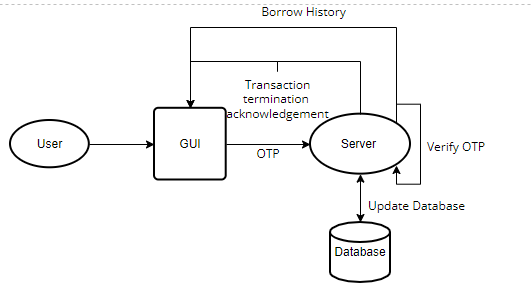 Borrow History
Transaction
termination
acknowledgement
User
GUI
OTP
Server
Verify OTP
Update Database
Database